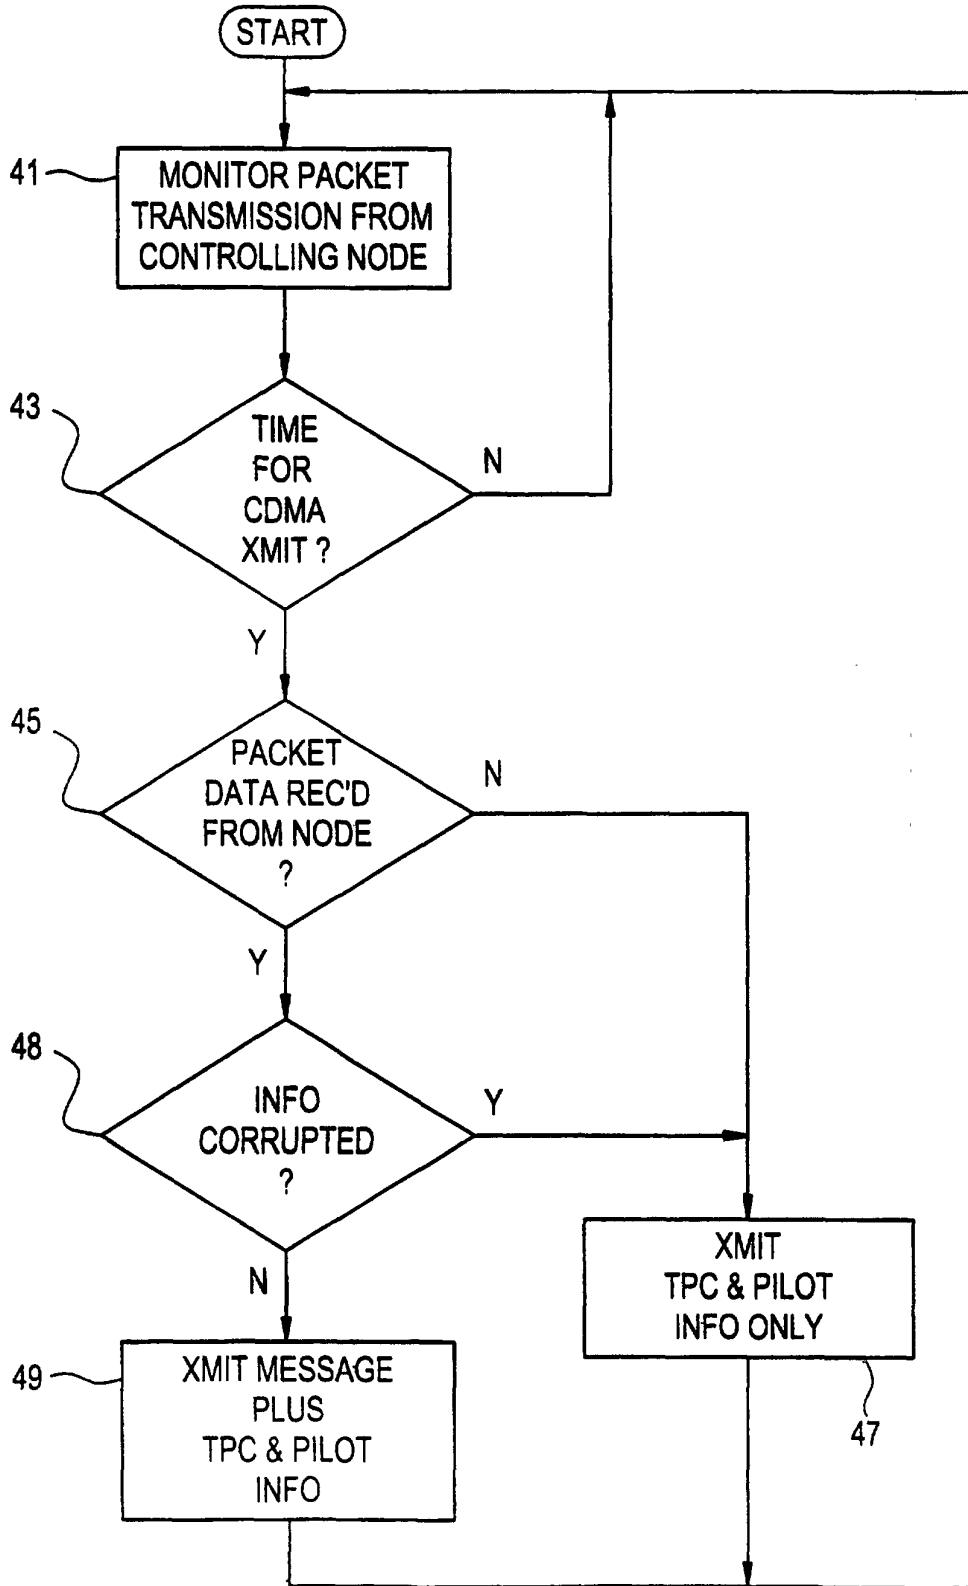 START
41
MONITOR PACKET
TRANSMISSION FROM
CONTROLLING NODE
43
TIME
FOR
CDMA
XMIT ?
N
Y
45
PACKET
DATA REC'D
FROM NODE
?
N
Y
48
INFO
CORRUPTED
?
Y
N
XMIT
TPC & PILOT
INFO ONLY
47
49
XMIT MESSAGE
PLUS
TPC & PILOT
INFO